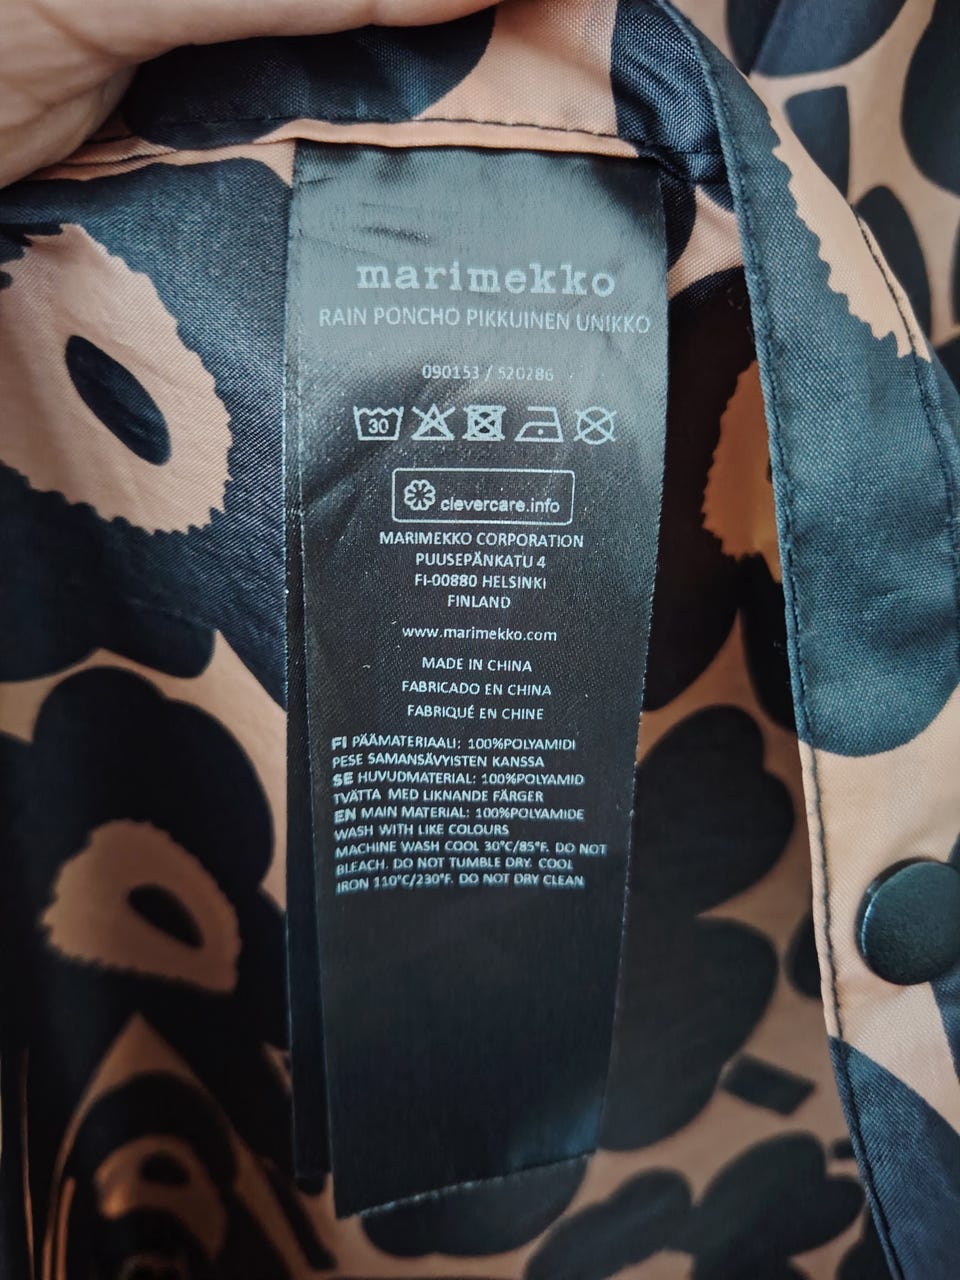 marimekko
RAIN PONCHO PIKKUINEN UNIKKO
090153 / 520286
30
clevercare.info
MARIMEKKO CORPORATION
PUUSEPÄNKATU 4
FI-00880 HELSINKI
FINLAND
www.marimekko.com
MADE IN CHINA
FABRICADO EN CHINA
FABRIQUÉ EN CHINE
FI PÄÄMATERIAALI: 100%POLYAMIDI
PESE SAMANSÄVYISTEN KANSSA
SE HUVUDMATERIAL: 100%POLYAMID
TVÄTTA MED LIKNANDE FÄRGER
EN MAIN MATERIAL: 100%POLYAMIDE
WASH WITH LIKE COLOURS
MACHINE WASH COOL 30°C/85°F. DO NOT
BLEACH. DO NOT TUMBLE DRY. COOL
IRON 110°C/230°F. DO NOT DRY CLEAN